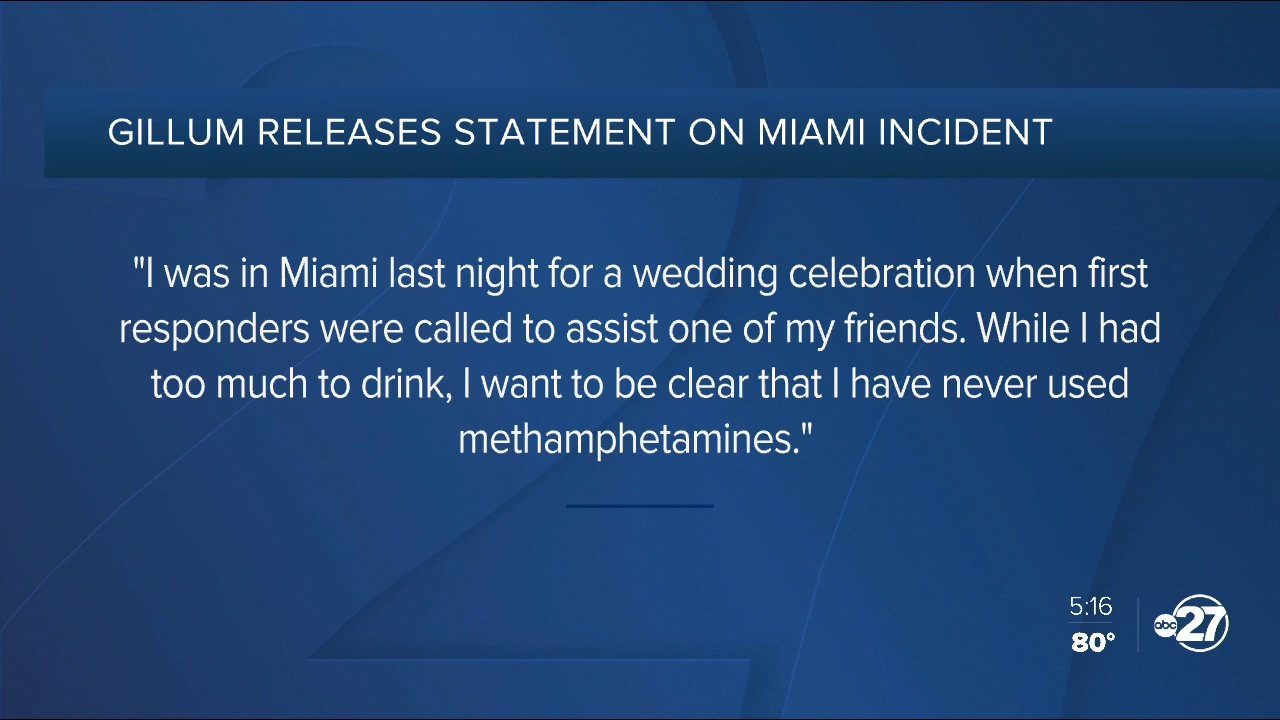 GILLUM RELEASES STATEMENT ON MIAMI INCIDENT
"I was in Miami last night for a wedding celebration when first
responders were called to assist one of my friends. While I had
too much to drink, I want to be clear that I have never used
methamphetamines."
5:16
80°
abc 27